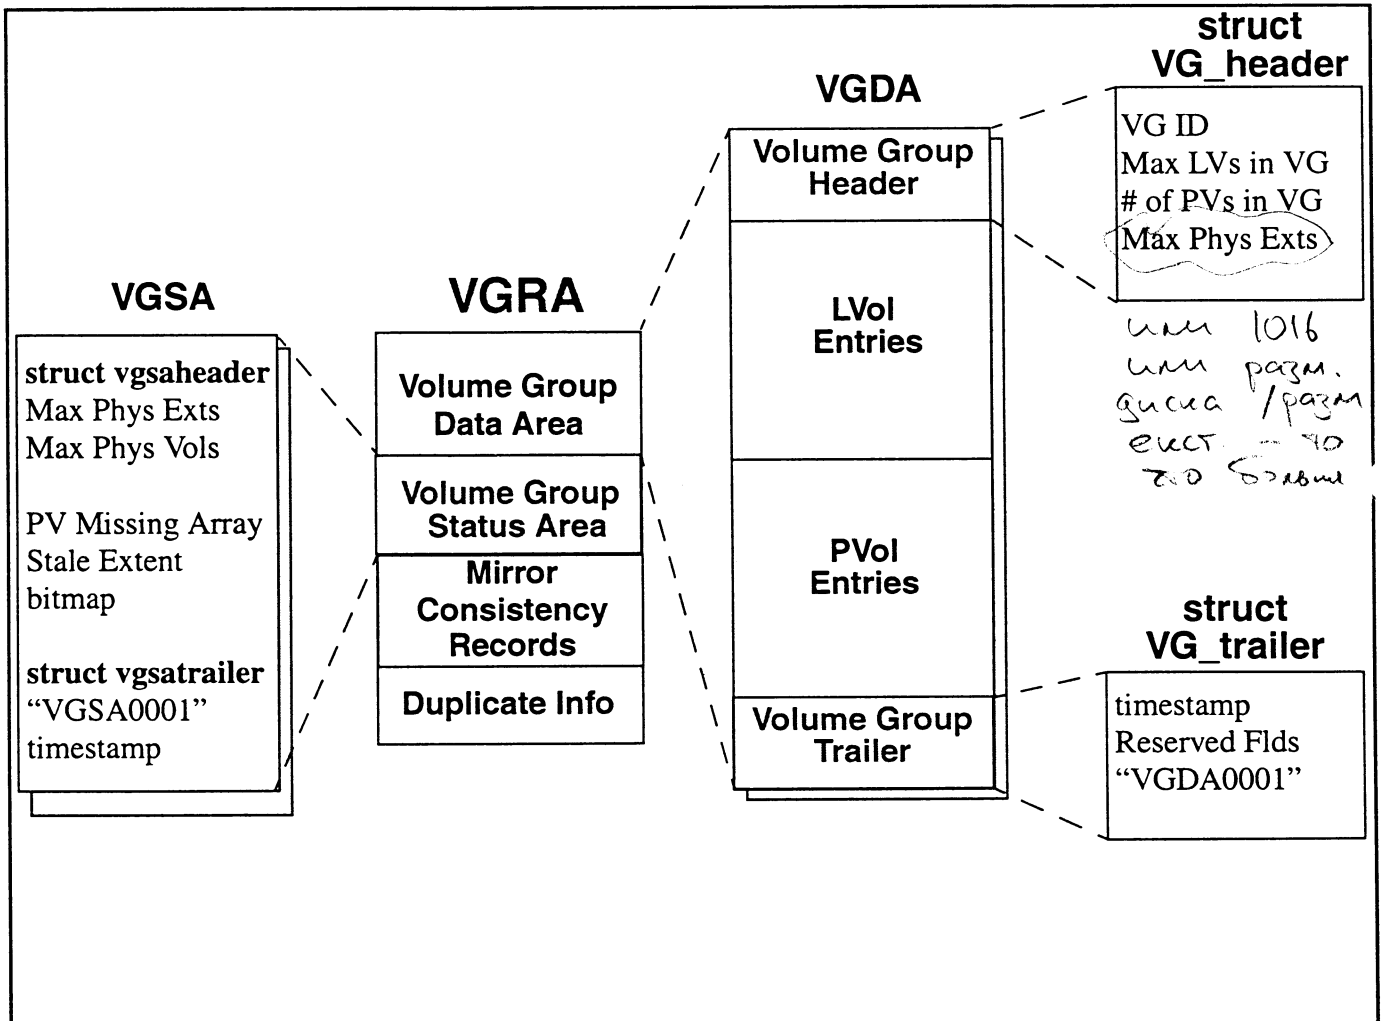 VGSA
struct vgsaheader
Max Phys Exts
Max Phys Vols
PV Missing Array
Stale Extent
bitmap
struct vgsatrailer
“VGSA0001”
timestamp
VGRA
Volume Group
Data Area
Volume Group
Status Area
Mirror
Consistency
Records
Duplicate Info
VGDA
Volume Group
Header
LVol
Entries
PVol
Entries
Volume Group
Trailer
struct
VG_header
VG ID
Max LVs in VG
# of PVs in VG
Max Phys Exts
или 1016
или разм.
диска / разм
екст. -
больше
struct
VG_trailer
timestamp
Reserved Flds
“VGDA0001”